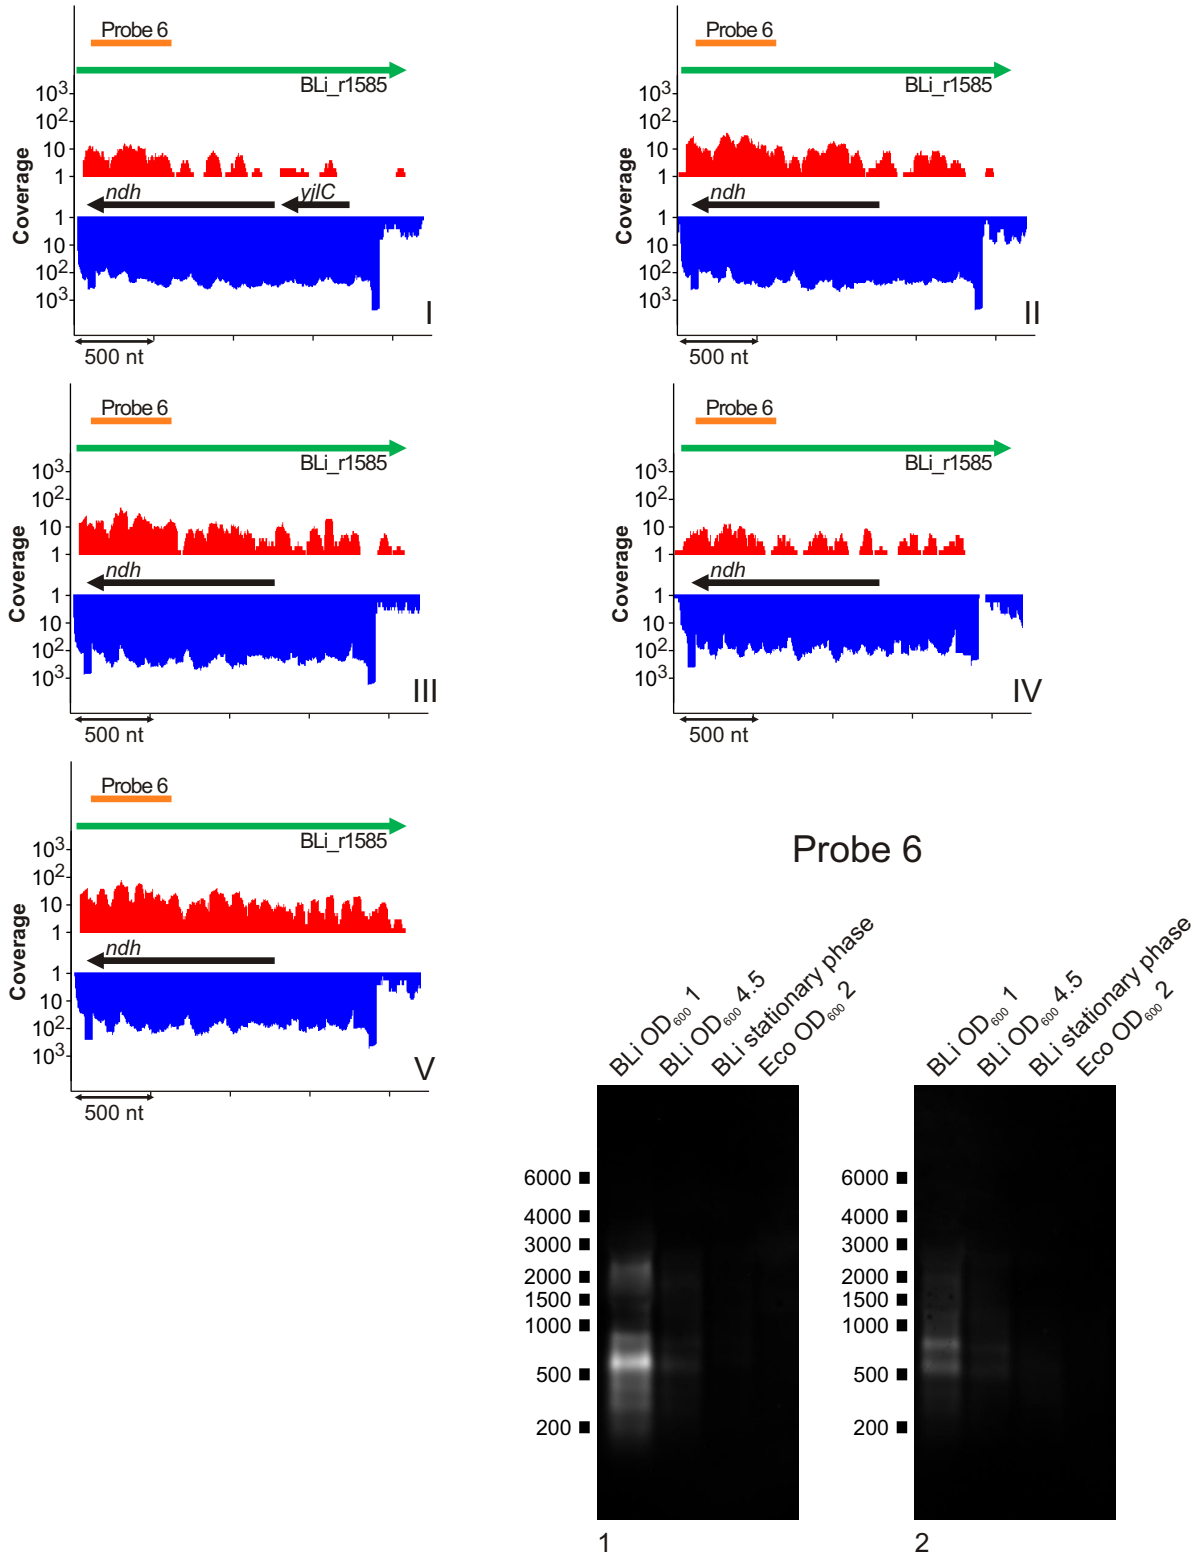 Probe 6
BLi_r1585
10³
10²
10
1
ndh
yjlC
1
10
10²
10³
Coverage
I
500 nt
Probe 6
BLi_r1585
10³
10²
10
1
ndh
1
10
10²
10³
Coverage
II
500 nt
Probe 6
BLi_r1585
10³
10²
10
1
ndh
1
10
10²
10³
Coverage
III
500 nt
Probe 6
BLi_r1585
10³
10²
10
1
ndh
1
10
10²
10³
Coverage
IV
500 nt
Probe 6
BLi_r1585
10³
10²
10
1
ndh
1
10
10²
10³
Coverage
V
500 nt
Probe 6
BLi OD₆₀₀ 1
BLi OD₆₀₀ 4.5
BLi stationary phase
Eco OD₆₀₀ 2
6000
4000
3000
2000
1500
1000
500
200
1
BLi OD₆₀₀ 1
BLi OD₆₀₀ 4.5
BLi stationary phase
Eco OD₆₀₀ 2
6000
4000
3000
2000
1500
1000
500
200
2